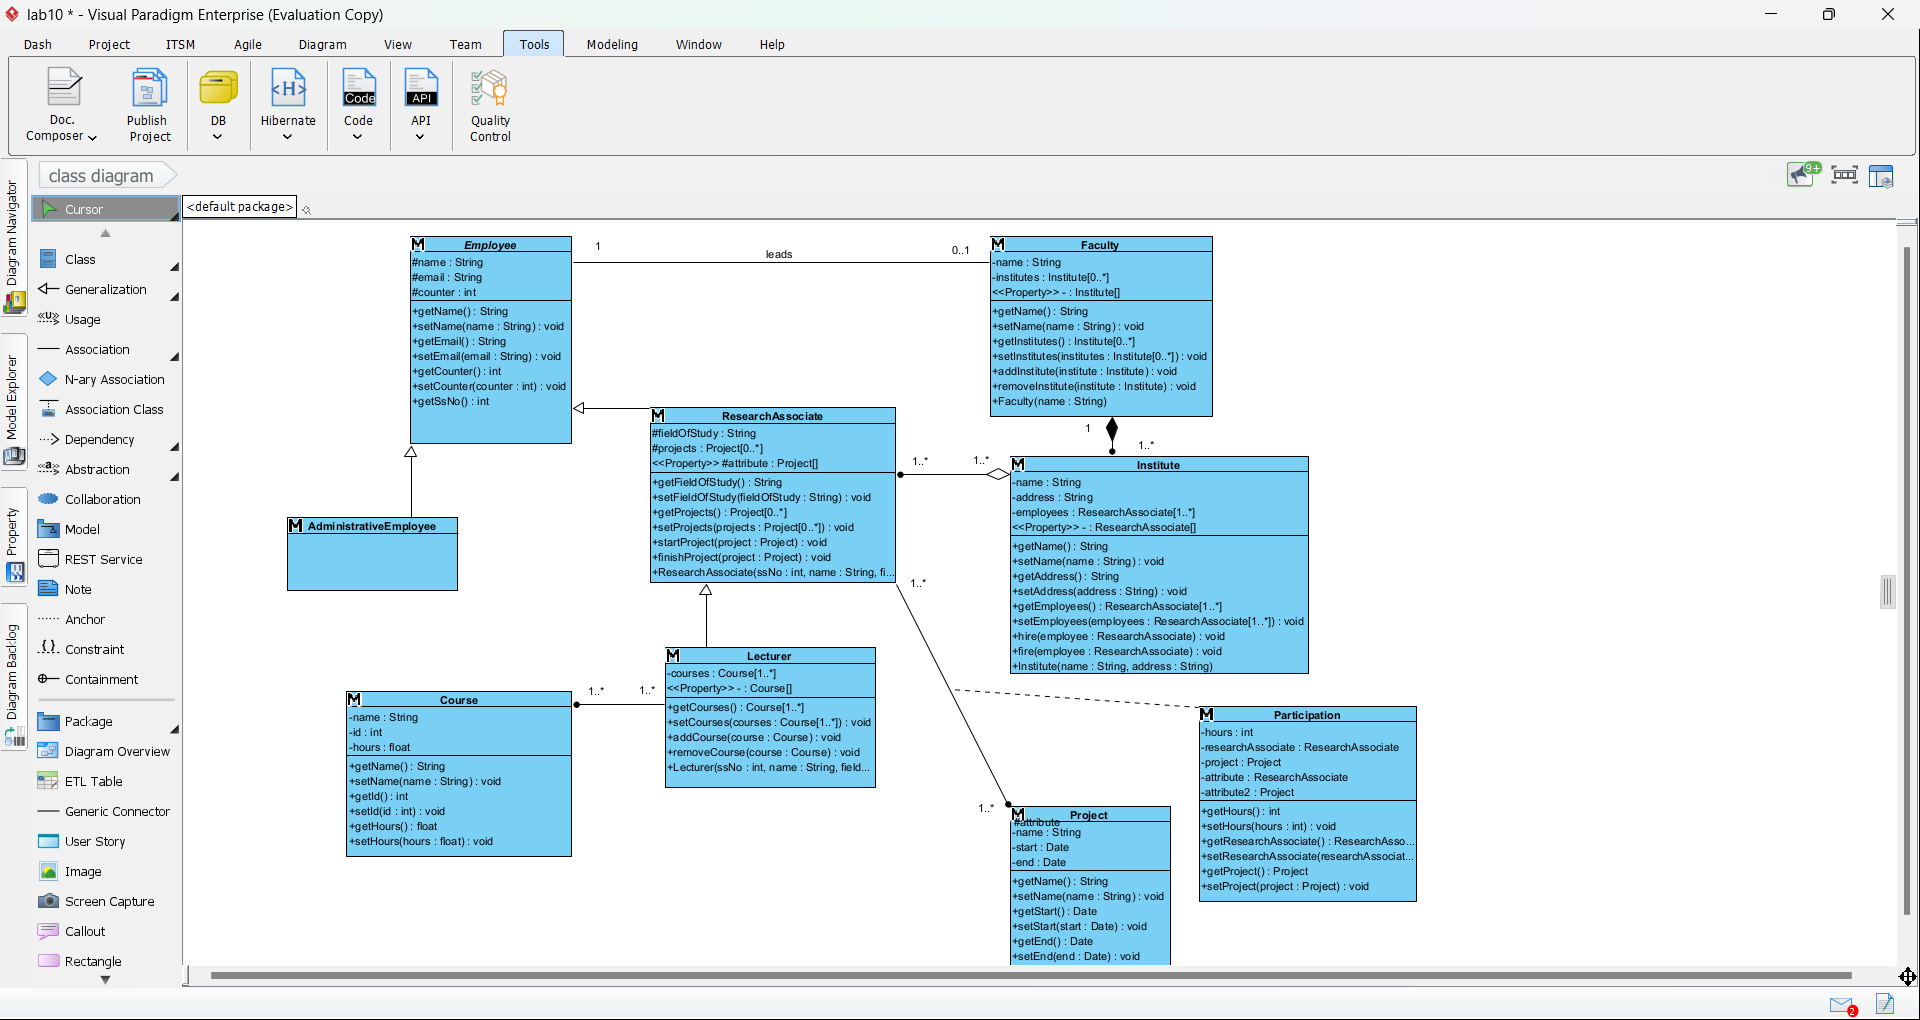 lab10 * - Visual Paradigm Enterprise (Evaluation Copy)
Dash
Project
ITSM
Agile
Diagram
View
Team
Tools
Modeling
Window
Help
Doc.
Composer
Publish
Project
DB
<H>
Hibernate
Code
Code
API
API
Quality
Control
class diagram
9+
Diagram Navigator
Model Explorer
Property
Diagram Backlog
Cursor
Class
Generalization
«U»
Usage
Association
N-ary Association
Association Class
Dependency
«a»
Abstraction
Collaboration
Model
REST Service
Note
Anchor
{.}
Constraint
Containment
Package
Diagram Overview
ETL Table
Generic Connector
User Story
Image
Screen Capture
Callout
Rectangle
<default package>
M Employee
#name : String
#email : String
#counter : int
+getName() : String
+setName(name : String) : void
+getEmail() : String
+setEmail(email : String) : void
+getCounter() : int
+setCounter(counter : int) : void
+getSsNo() : int
1
leads
0..1
M Faculty
-name : String
-institutes : Institute[0..*]
<<Property>> - : Institute[]
+getName() : String
+setName(name : String) : void
+getInstitutes() : Institute[0..*]
+setInstitutes(institutes : Institute[0..*]) : void
+addInstitute(institute : Institute) : void
+removeInstitute(institute : Institute) : void
+Faculty(name : String)
1
1..*
M ResearchAssociate
#fieldOfStudy : String
#projects : Project[0..*]
<<Property>> #attribute : Project[]
+getFieldOfStudy() : String
+setFieldOfStudy(fieldOfStudy : String) : void
+getProjects() : Project[0..*]
+setProjects(projects : Project[0..*]) : void
+startProject(project : Project) : void
+finishProject(project : Project) : void
+ResearchAssociate(ssNo : int, name : String, fi...
1..*
1..*
M Institute
-name : String
-address : String
-employees : ResearchAssociate[1..*]
<<Property>> - : ResearchAssociate[]
+getName() : String
+setName(name : String) : void
+getAddress() : String
+setAddress(address : String) : void
+getEmployees() : ResearchAssociate[1..*]
+setEmployees(employees : ResearchAssociate[1..*]) : void
+hire(employee : ResearchAssociate) : void
+fire(employee : ResearchAssociate) : void
+Institute(name : String, address : String)
M AdministrativeEmployee
1..*
M Lecturer
-courses : Course[1..*]
<<Property>> - : Course[]
+getCourses() : Course[1..*]
+setCourses(courses : Course[1..*]) : void
+addCourse(course : Course) : void
+removeCourse(course : Course) : void
+Lecturer(ssNo : int, name : String, field...
1..*
1..*
M Course
-name : String
-id : int
-hours : float
+getName() : String
+setName(name : String) : void
+getId() : int
+setId(id : int) : void
+getHours() : float
+setHours(hours : float) : void
M Participation
-hours : int
-researchAssociate : ResearchAssociate
-project : Project
-attribute : ResearchAssociate
-attribute2 : Project
+getHours() : int
+setHours(hours : int) : void
+getResearchAssociate() : ResearchAsso...
+setResearchAssociate(researchAssociat...
+getProject() : Project
+setProject(project : Project) : void
1..*
M Project
#attribute
-name : String
-start : Date
-end : Date
+getName() : String
+setName(name : String) : void
+getStart() : Date
+setStart(start : Date) : void
+getEnd() : Date
+setEnd(end : Date) : void
2